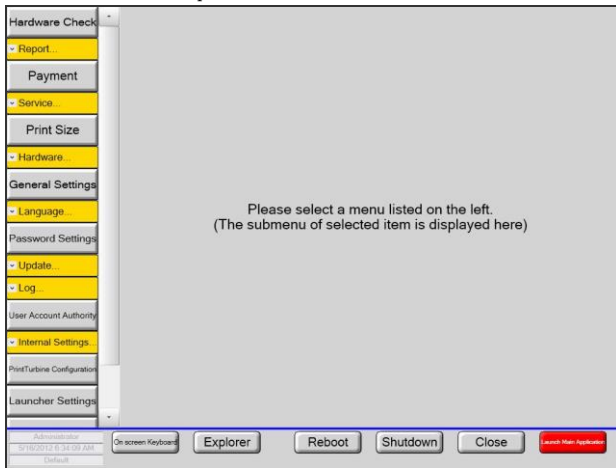 Hardware Check
Report...
Payment
Service...
Print Size
Hardware...
General Settings
Language...
Password Settings
Update...
Log...
User Account Authority
Internal Settings...
PrintTurbine Configuration
Launcher Settings
Please select a menu listed on the left.
(The submenu of selected item is displayed here)
Administrator
5/16/2012 6:34:09 AM
Default
On screen Keyboard
Explorer
Reboot
Shutdown
Close
Launch Main Application